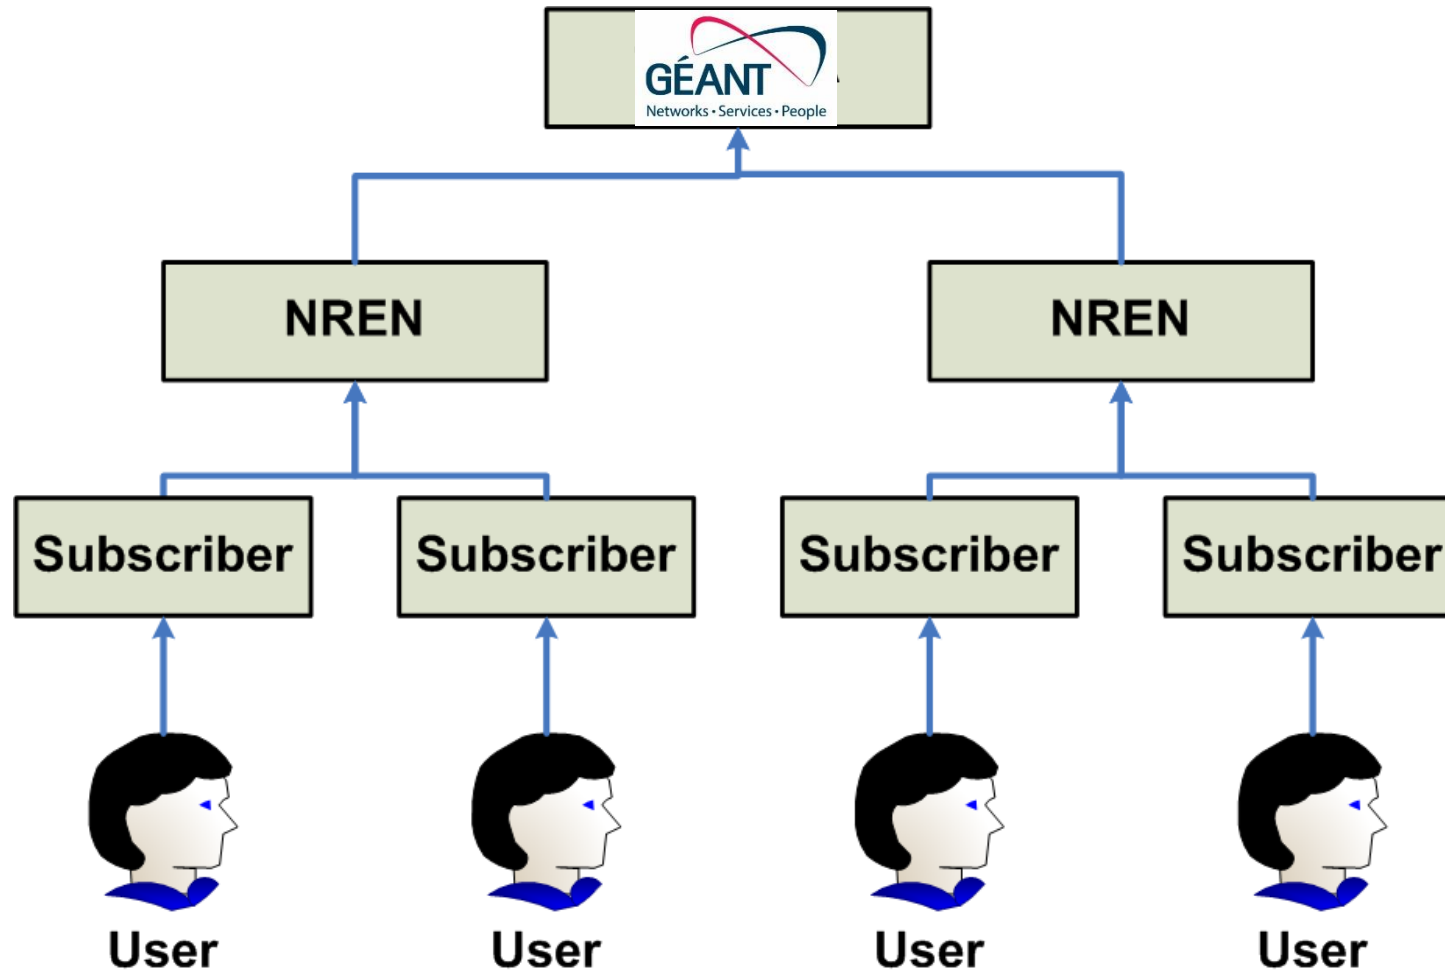 GÉANT
Networks • Services • People
NREN
NREN
Subscriber
Subscriber
Subscriber
Subscriber
User
User
User
User